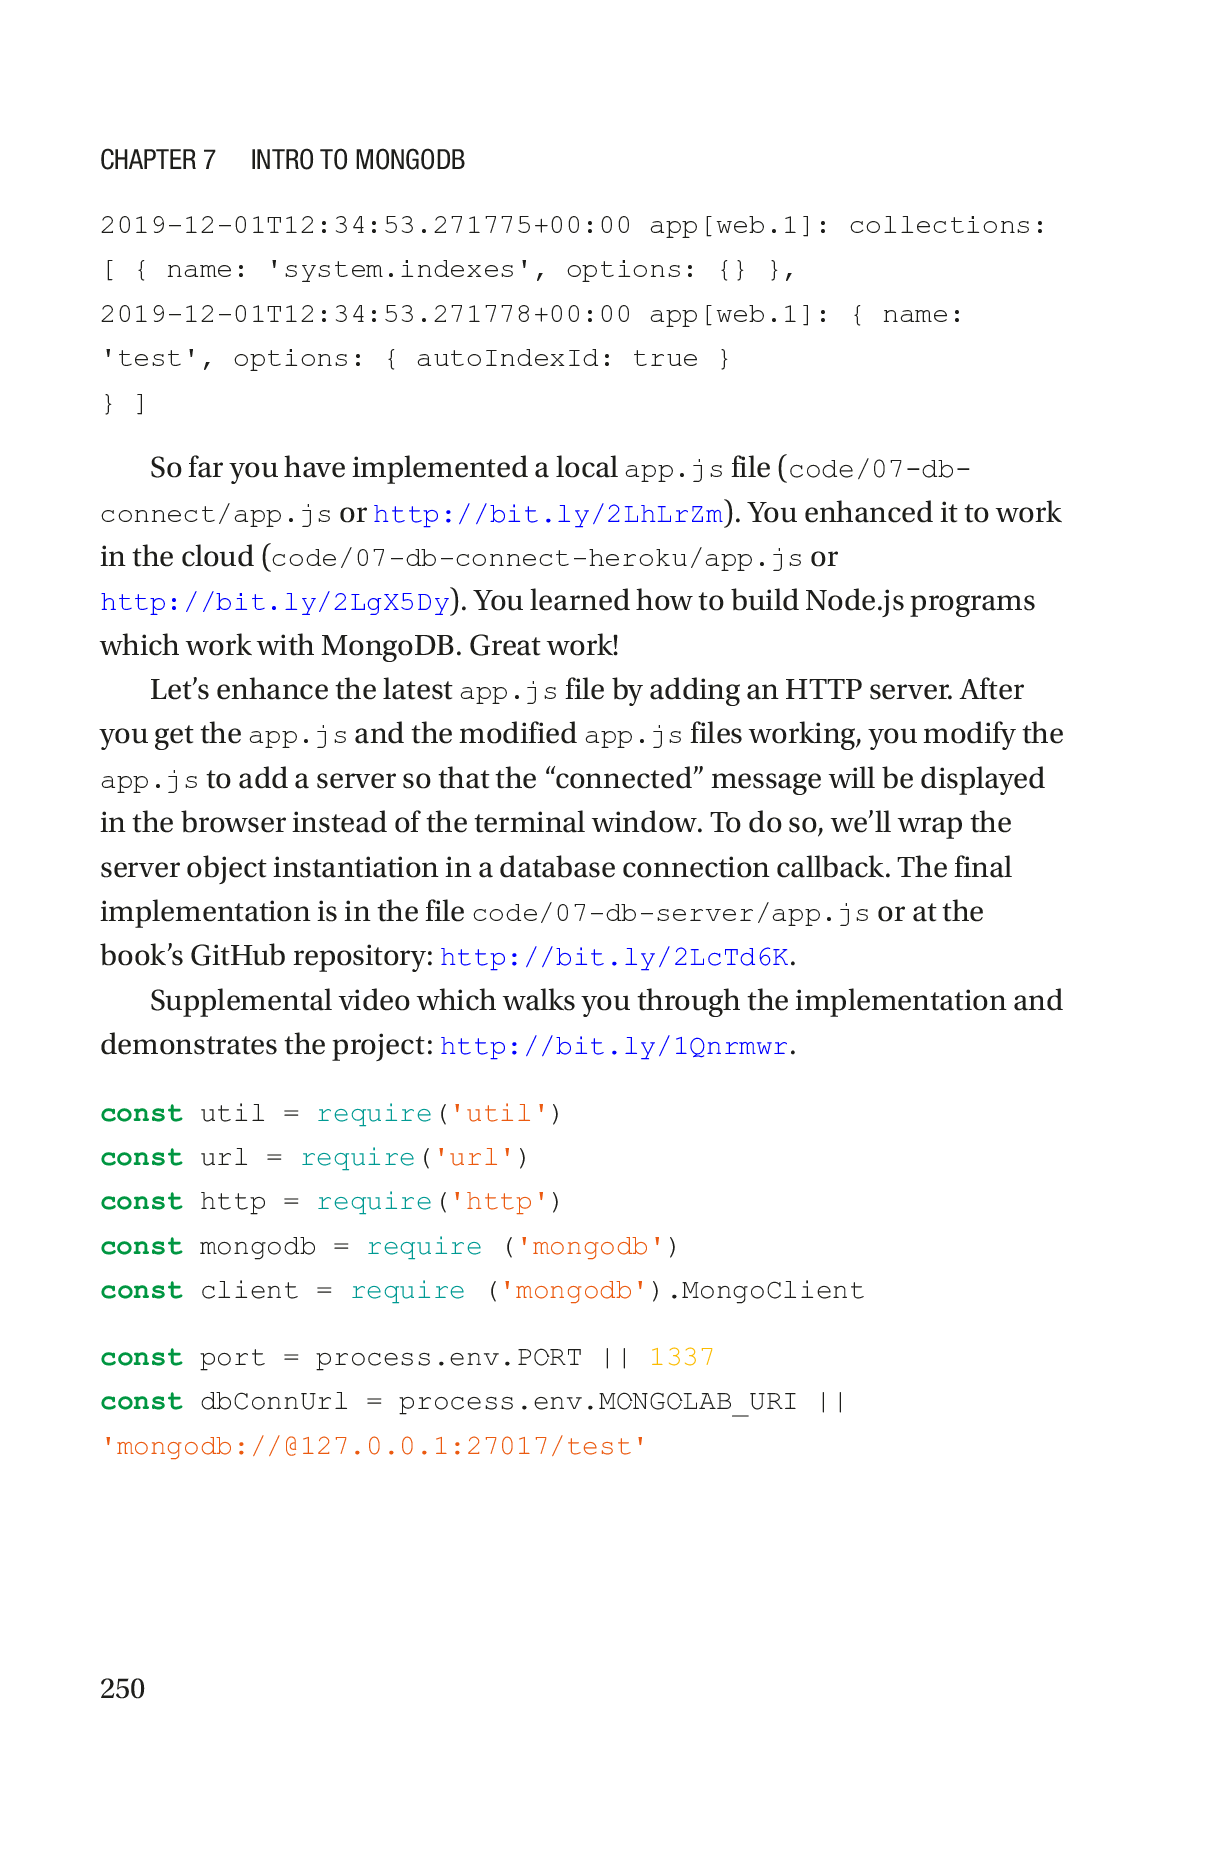 CHAPTER 7 INTRO TO MONGODB
2019-12-01T12:34:53.271775+00:00 app[web.1]: collections:
[ { name: 'system.indexes', options: {} },
2019-12-01T12:34:53.271778+00:00 app[web.1]: { name:
'test', options: { autoIndexId: true }
} ]
So far you have implemented a local app.js file (code/07-db-
connect/app.js or http://bit.ly/2LhLrZm). You enhanced it to work
in the cloud (code/07-db-connect-heroku/app.js or
http://bit.ly/2LgX5Dy). You learned how to build Node.js programs
which work with MongoDB. Great work!
Let’s enhance the latest app.js file by adding an HTTP server. After
you get the app.js and the modified app.js files working, you modify the
app.js to add a server so that the “connected” message will be displayed
in the browser instead of the terminal window. To do so, we’ll wrap the
server object instantiation in a database connection callback. The final
implementation is in the file code/07-db-server/app.js or at the
book’s GitHub repository: http://bit.ly/2LcTd6K.
Supplemental video which walks you through the implementation and
demonstrates the project: http://bit.ly/1Qnrmwr.
const util = require('util')
const url = require('url')
const http = require('http')
const mongodb = require ('mongodb')
const client = require ('mongodb').MongoClient
const port = process.env.PORT || 1337
const dbConnUrl = process.env.MONGOLAB_URI ||
'mongodb://@127.0.0.1:27017/test'
250